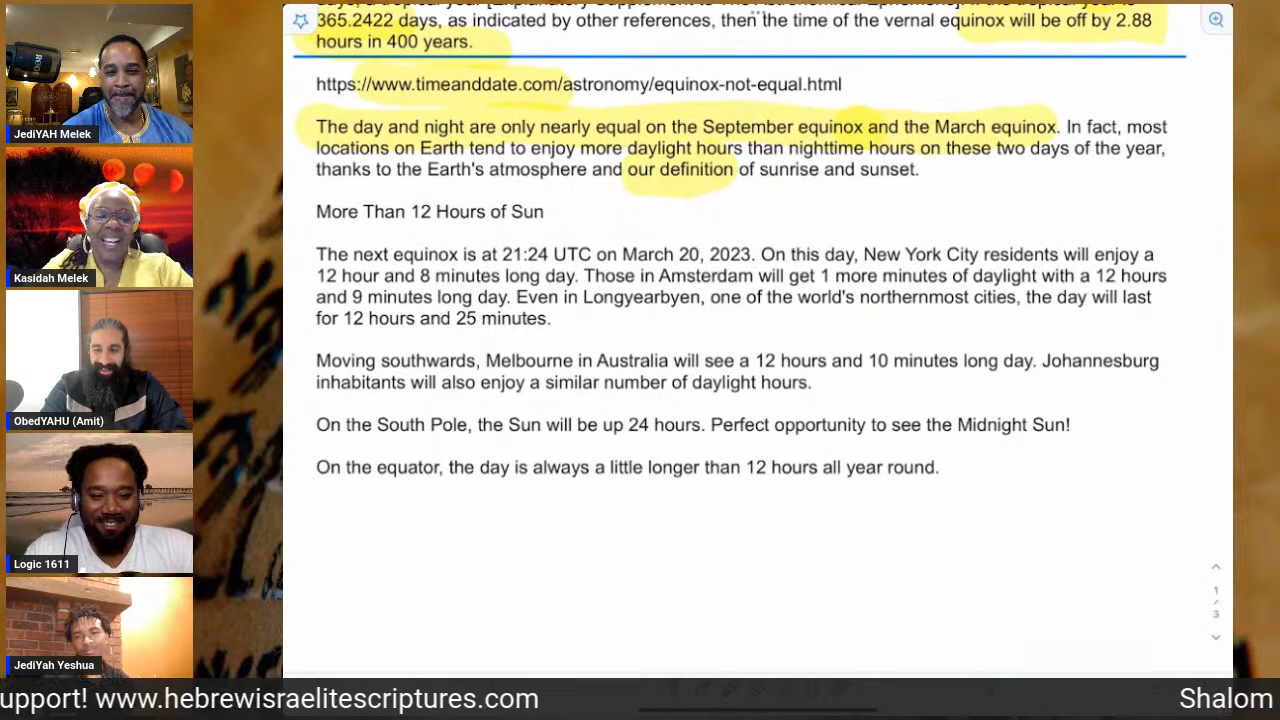 365.2422 days, as indicated by other references, then the time of the vernal equinox will be off by 2.88
hours in 400 years.
https://www.timeanddate.com/astronomy/equinox-not-equal.html
The day and night are only nearly equal on the September equinox and the March equinox. In fact, most
locations on Earth tend to enjoy more daylight hours than nighttime hours on these two days of the year,
thanks to the Earth's atmosphere and our definition of sunrise and sunset.
More Than 12 Hours of Sun
The next equinox is at 21:24 UTC on March 20, 2023. On this day, New York City residents will enjoy a
12 hour and 8 minutes long day. Those in Amsterdam will get 1 more minutes of daylight with a 12 hours
and 9 minutes long day. Even in Longyearbyen, one of the world's northernmost cities, the day will last
for 12 hours and 25 minutes.
Moving southwards, Melbourne in Australia will see a 12 hours and 10 minutes long day. Johannesburg
inhabitants will also enjoy a similar number of daylight hours.
On the South Pole, the Sun will be up 24 hours. Perfect opportunity to see the Midnight Sun!
On the equator, the day is always a little longer than 12 hours all year round.
1
/
3
RODE
JediYAH Melek
Kasidah Melek
ObedYAHU (Amit)
Logic 1611
JediYah Yeshua
upport! www.hebrewisraelitescriptures.com
Shalom